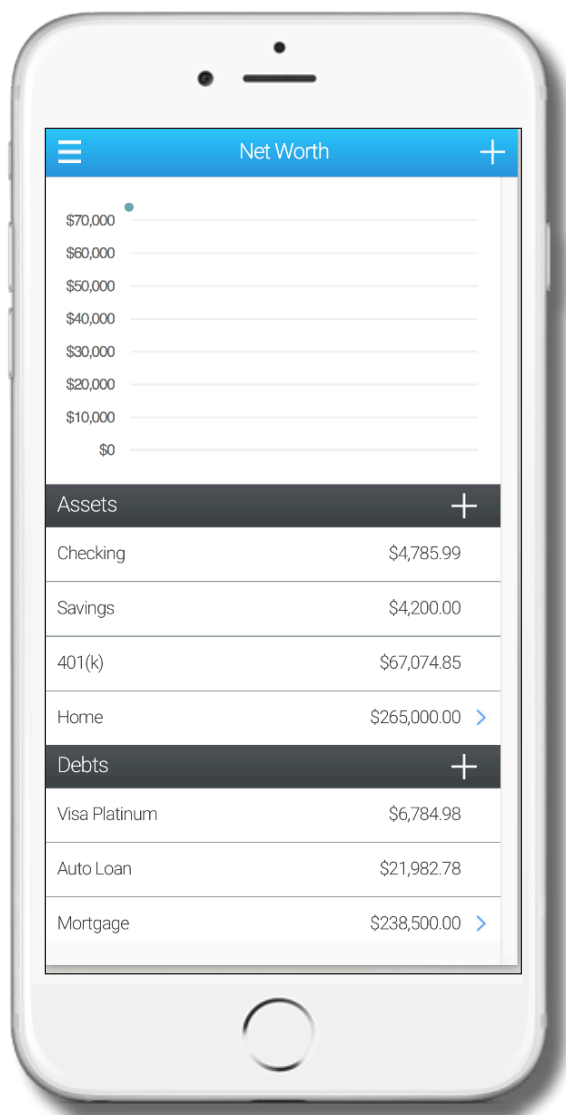 Net Worth
$70,000
$60,000
$50,000
$40,000
$30,000
$20,000
$10,000
$0
Assets
Checking $4,785.99
Savings $4,200.00
401(k) $67,074.85
Home $265,000.00
Debts
Visa Platinum $6,784.98
Auto Loan $21,982.78
Mortgage $238,500.00